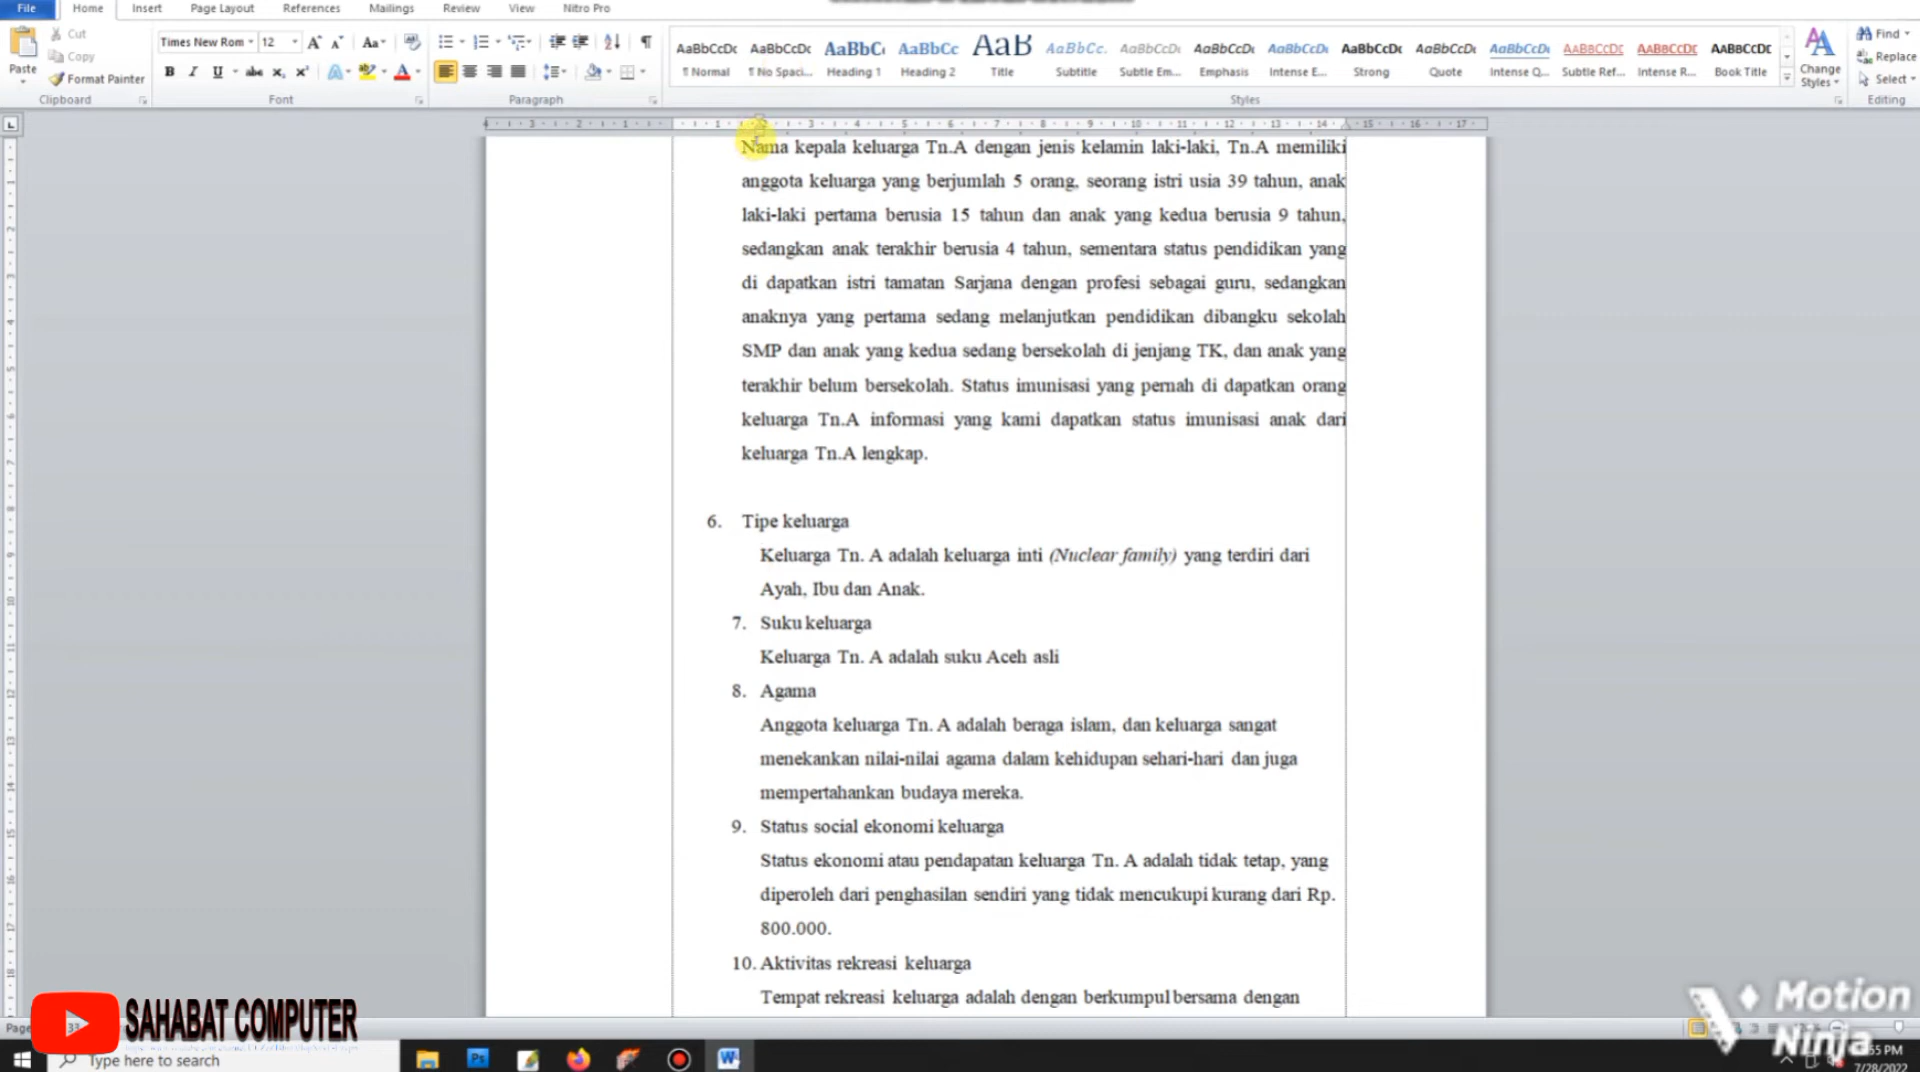 File Home Insert Page Layout References Mailings Review View Nitro Pro
Cut
Copy
Paste
Format Painter
Clipboard
Times New Rom 12
Font
Paragraph
AaBbCcDc AaBbCcDc AaBbC AaBbCc AaB AaBbCc. AaBbCcDc AaBbCcDc AaBbCcDc AaBbCcDc AaBbCcDc AaBbCcDc AABBCCDC AABBCCDC AABBCCDC
¶ Normal ¶ No Spaci... Heading 1 Heading 2 Title Subtitle Subtle Em... Emphasis Intense E... Strong Quote Intense Q... Subtle Ref... Intense R... Book Title
Styles
Change
Styles
Find
Replace
Select
Editing
Nama kepala keluarga Tn.A dengan jenis kelamin laki-laki, Tn.A memiliki
anggota keluarga yang berjumlah 5 orang, seorang istri usia 39 tahun, anak
laki-laki pertama berusia 15 tahun dan anak yang kedua berusia 9 tahun,
sedangkan anak terakhir berusia 4 tahun, sementara status pendidikan yang
di dapatkan istri tamatan Sarjana dengan profesi sebagai guru, sedangkan
anaknya yang pertama sedang melanjutkan pendidikan dibangku sekolah
SMP dan anak yang kedua sedang bersekolah di jenjang TK, dan anak yang
terakhir belum bersekolah. Status imunisasi yang pernah di dapatkan orang
keluarga Tn.A informasi yang kami dapatkan status imunisasi anak dari
keluarga Tn.A lengkap.
6. Tipe keluarga
Keluarga Tn. A adalah keluarga inti (Nuclear family) yang terdiri dari
Ayah, Ibu dan Anak.
7. Suku keluarga
Keluarga Tn. A adalah suku Aceh asli
8. Agama
Anggota keluarga Tn. A adalah beraga islam, dan keluarga sangat
menekankan nilai-nilai agama dalam kehidupan sehari-hari dan juga
mempertahankan budaya mereka.
9. Status social ekonomi keluarga
Status ekonomi atau pendapatan keluarga Tn. A adalah tidak tetap, yang
diperoleh dari penghasilan sendiri yang tidak mencukupi kurang dari Rp.
800.000.
10. Aktivitas rekreasi keluarga
Tempat rekreasi keluarga adalah dengan berkumpul bersama dengan
SAHABAT COMPUTER
Motion
Ninja
Type here to search
7/28/2022